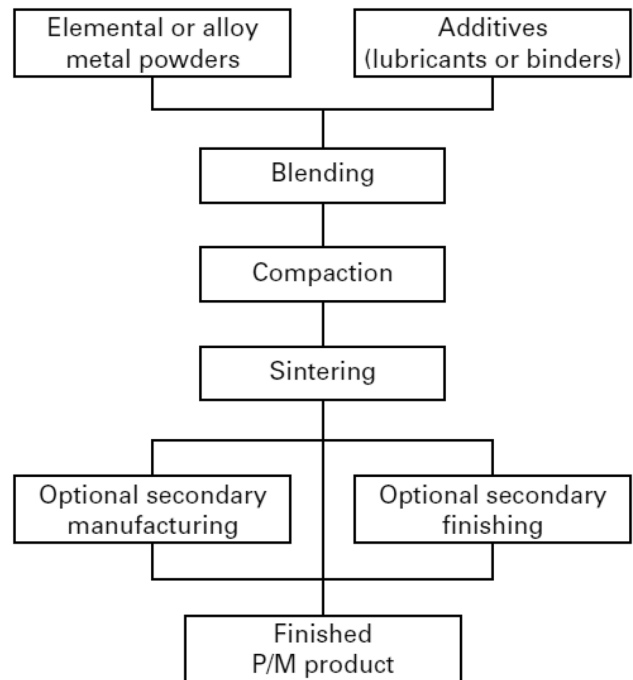 Elemental or alloy
metal powders
Additives
(lubricants or binders)
Blending
Compaction
Sintering
Optional secondary
manufacturing
Optional secondary
finishing
Finished
P/M product